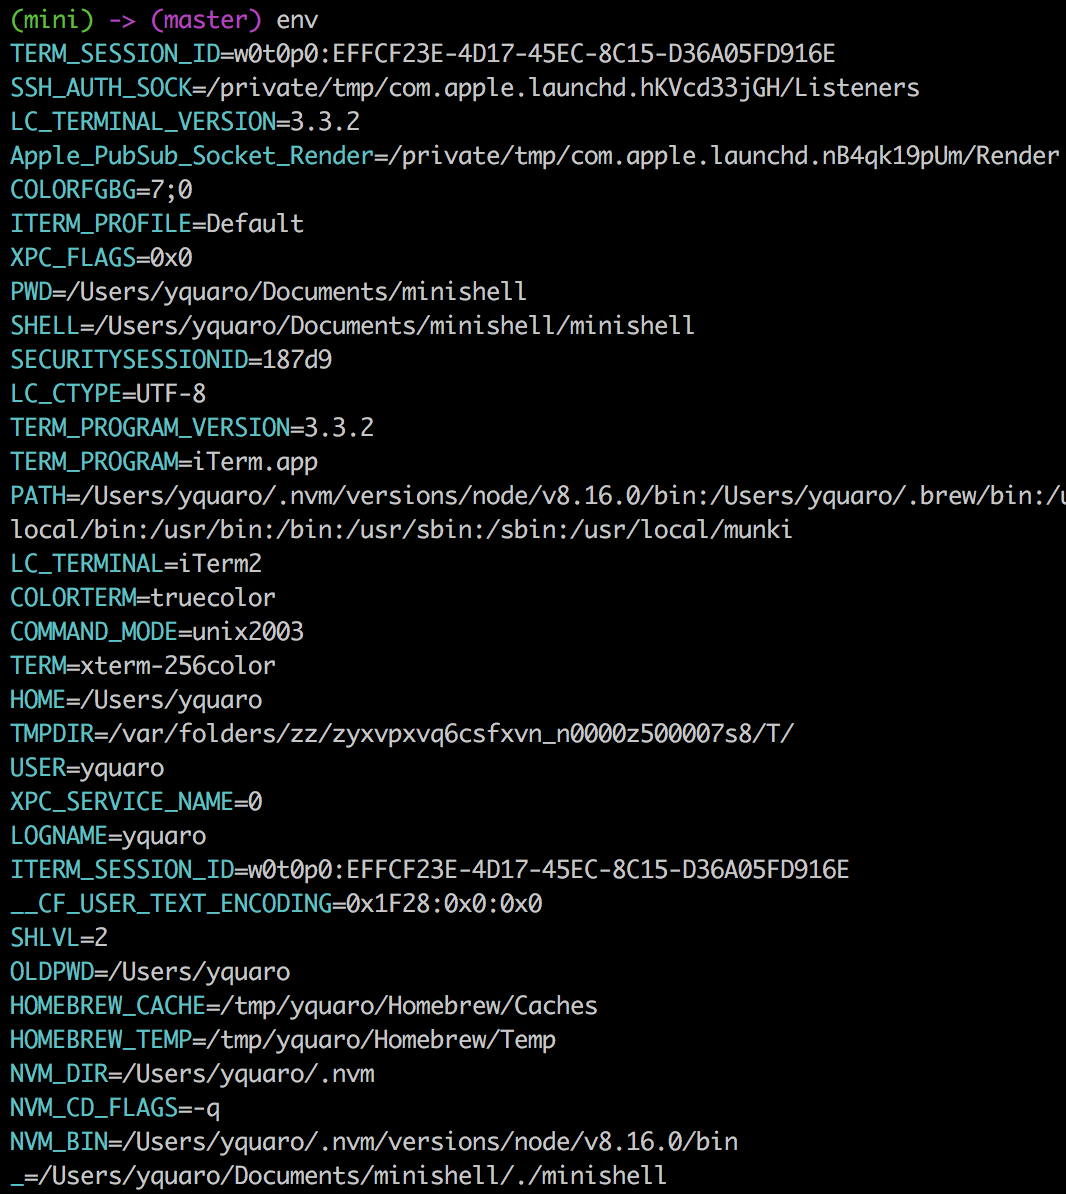 (mini) -> (master) env
TERM_SESSION_ID=w0t0p0:EFFCF23E-4D17-45EC-8C15-D36A05FD916E
SSH_AUTH_SOCK=/private/tmp/com.apple.launchd.hKVcd33jGH/Listeners
LC_TERMINAL_VERSION=3.3.2
Apple_PubSub_Socket_Render=/private/tmp/com.apple.launchd.nB4qk19pUm/Render
COLORFGBG=7;0
ITERM_PROFILE=Default
XPC_FLAGS=0x0
PWD=/Users/yquaro/Documents/minishell
SHELL=/Users/yquaro/Documents/minishell/minishell
SECURITYSESSIONID=187d9
LC_CTYPE=UTF-8
TERM_PROGRAM_VERSION=3.3.2
TERM_PROGRAM=iTerm.app
PATH=/Users/yquaro/.nvm/versions/node/v8.16.0/bin:/Users/yquaro/.brew/bin:/u
local/bin:/usr/bin:/bin:/usr/sbin:/sbin:/usr/local/munki
LC_TERMINAL=iTerm2
COLORTERM=truecolor
COMMAND_MODE=unix2003
TERM=xterm-256color
HOME=/Users/yquaro
TMPDIR=/var/folders/zz/zyxvpxvq6csfxvn_n0000z500007s8/T/
USER=yquaro
XPC_SERVICE_NAME=0
LOGNAME=yquaro
ITERM_SESSION_ID=w0t0p0:EFFCF23E-4D17-45EC-8C15-D36A05FD916E
__CF_USER_TEXT_ENCODING=0x1F28:0x0:0x0
SHLVL=2
OLDPWD=/Users/yquaro
HOMEBREW_CACHE=/tmp/yquaro/Homebrew/Caches
HOMEBREW_TEMP=/tmp/yquaro/Homebrew/Temp
NVM_DIR=/Users/yquaro/.nvm
NVM_CD_FLAGS=-q
NVM_BIN=/Users/yquaro/.nvm/versions/node/v8.16.0/bin
_=/Users/yquaro/Documents/minishell/./minishell